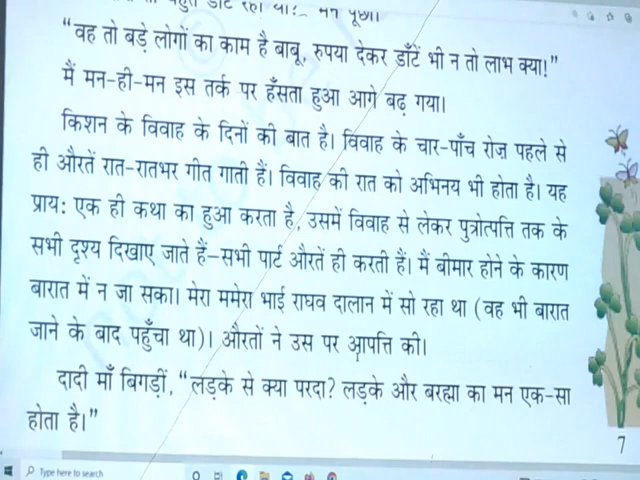 डाँट रहा था?— मैंने पूछा।
“वह तो बड़े लोगों का काम है बाबू, रुपया देकर डाँटें भी न तो लाभ क्या!”
मैं मन-ही-मन इस तर्क पर हँसता हुआ आगे बढ़ गया।
किशन के विवाह के दिनों की बात है। विवाह के चार-पाँच रोज़ पहले से
ही औरतें रात-रातभर गीत गाती हैं। विवाह की रात को अभिनय भी होता है। यह
प्राय: एक ही कथा का हुआ करता है, उसमें विवाह से लेकर पुत्रोत्पत्ति तक के
सभी दृश्य दिखाए जाते हैं–सभी पार्ट औरतें ही करती हैं। मैं बीमार होने के कारण
बारात में न जा सका। मेरा ममेरा भाई राघव दालान में सो रहा था (वह भी बारात
जाने के बाद पहुँचा था)। औरतों ने उस पर आपत्ति की।
दादी माँ बिगड़ीं, “लड़के से क्या परदा? लड़के और बरह्मा का मन एक-सा
होता है।”
7
Type here to search